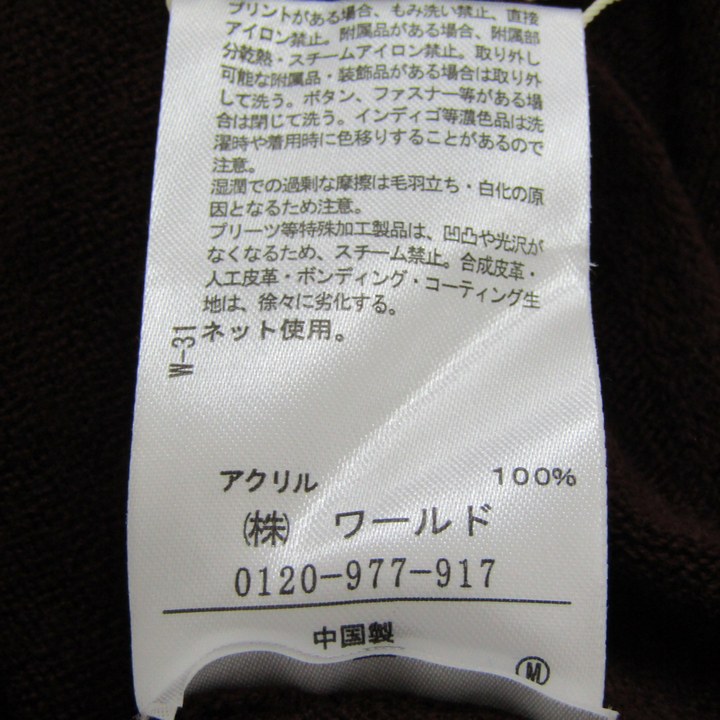 プリントがある場合、もみ洗い禁止、直接
アイロン禁止。附属品がある場合、附属部
分乾熱・スチームアイロン禁止。取り外し
可能な附属品・装飾品がある場合は取り外
して洗う。ボタン、ファスナー等がある場
合は閉じて洗う。インディゴ等濃色品は洗
濯時や着用時に色移りすることがあるので
注意。
湿潤での過剰な摩擦は毛羽立ち・白化の原
因となるため注意。
プリーツ等特殊加工製品は、凹凸や光沢が
なくなるため、スチーム禁止。合成皮革・
人工皮革・ボンディング・コーティング生
地は、徐々に劣化する。
ネット使用。
W-31
アクリル 100%
㈱ ワールド
0120-977-917
中国製
Ⓜ